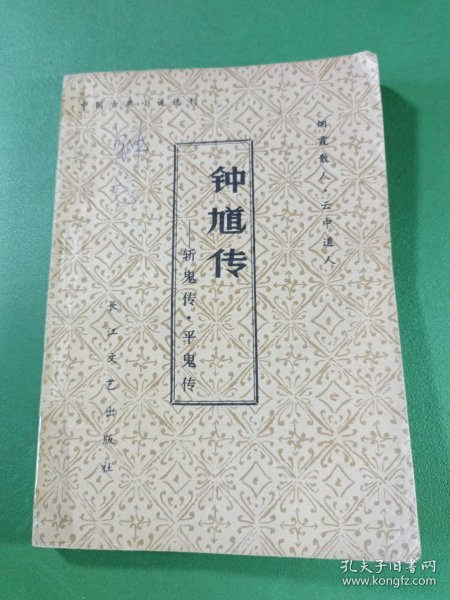 中国古典小说选刊
烟霞散人·云中道人
钟馗传
——斩鬼传·平鬼传
长江文艺出版社
孔夫子旧书网
www.kongfz.com